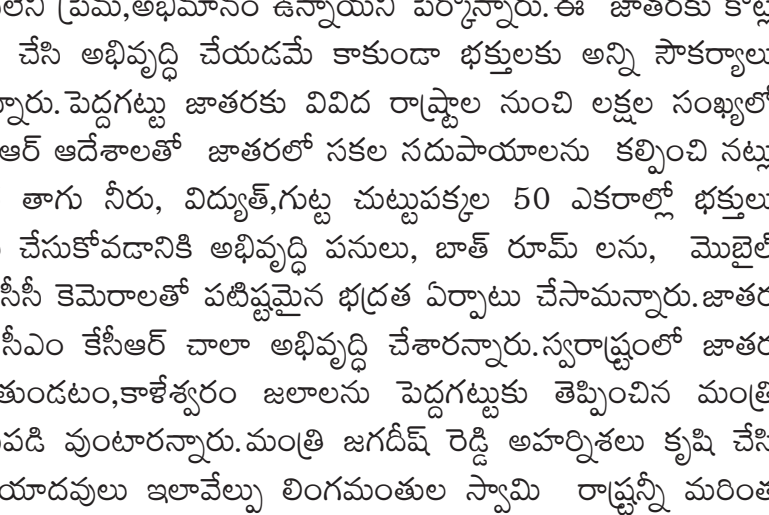 ప్రేమ,అభిమానం ఉన్నాయని పేర్కొన్నారు.ఈ జాతరకు
చేసి అభివృద్ధి చేయడమే కాకుండా భక్తులకు అన్ని సౌకర్యాలు
పెద్దగట్టు జాతరకు వివిద రాష్ట్రాల నుంచి లక్షల సంఖ్యలో
ఆదేశాలతో జాతరలో సకల సదుపాయాలను కల్పించి నట్లు
తాగు నీరు, విద్యుత్,గుట్ట చుట్టుపక్కల 50 ఎకరాల్లో భక్తులు
చేసుకోవడానికి అభివృద్ధి పనులు, బాత్ రూమ్ లను, మొబైల్
సీసీ కెమెరాలతో పటిష్టమైన భద్రత ఏర్పాటు చేసామన్నారు.జాతర
సీఎం కేసీఆర్ చాలా అభివృద్ధి చేశారన్నారు.స్వరాష్ట్రంలో జాతర
కాళేశ్వరం జలాలను పెద్దగట్టుకు తెప్పించిన మంత్రి
వుంటారన్నారు.మంత్రి జగదీష్ రెడ్డి అహర్నిశలు కృషి చేసి
యాదవులు ఇలావేల్పు లింగమంతుల స్వామి రాష్ట్రన్నీ మరింత